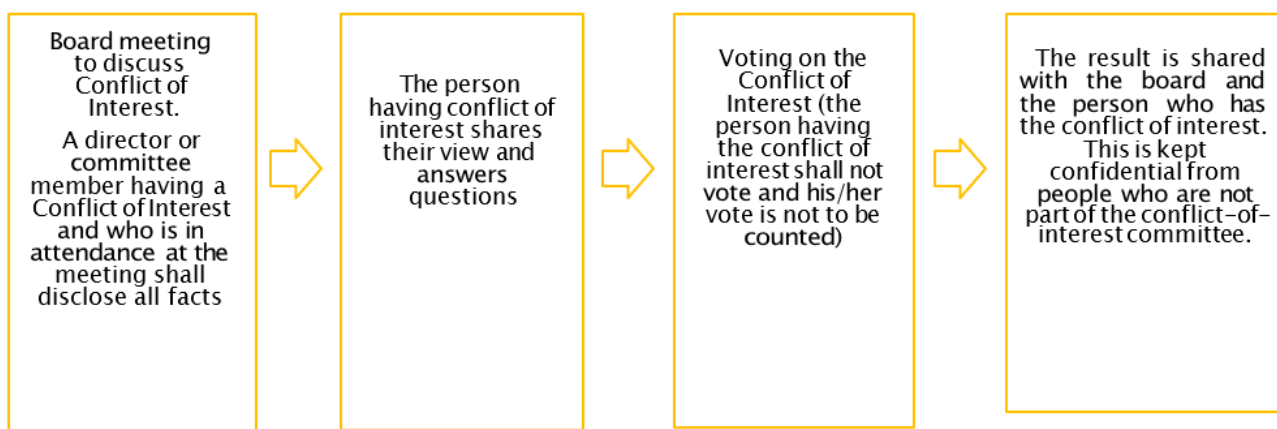 Board meeting
to discuss
Conflict of
Interest.
A director or
committee
member having a
Conflict of Interest
and who is in
attendance at the
meeting shall
disclose all facts
The person
having conflict of
interest shares
their view and
answers
questions
Voting on the
Conflict of
Interest (the
person having
the conflict of
interest shall not
vote and his/her
vote is not to be
counted)
The result is shared
with the board and
the person who has
the conflict of interest.
This is kept
confidential from
people who are not
part of the conflict-of-
interest committee.